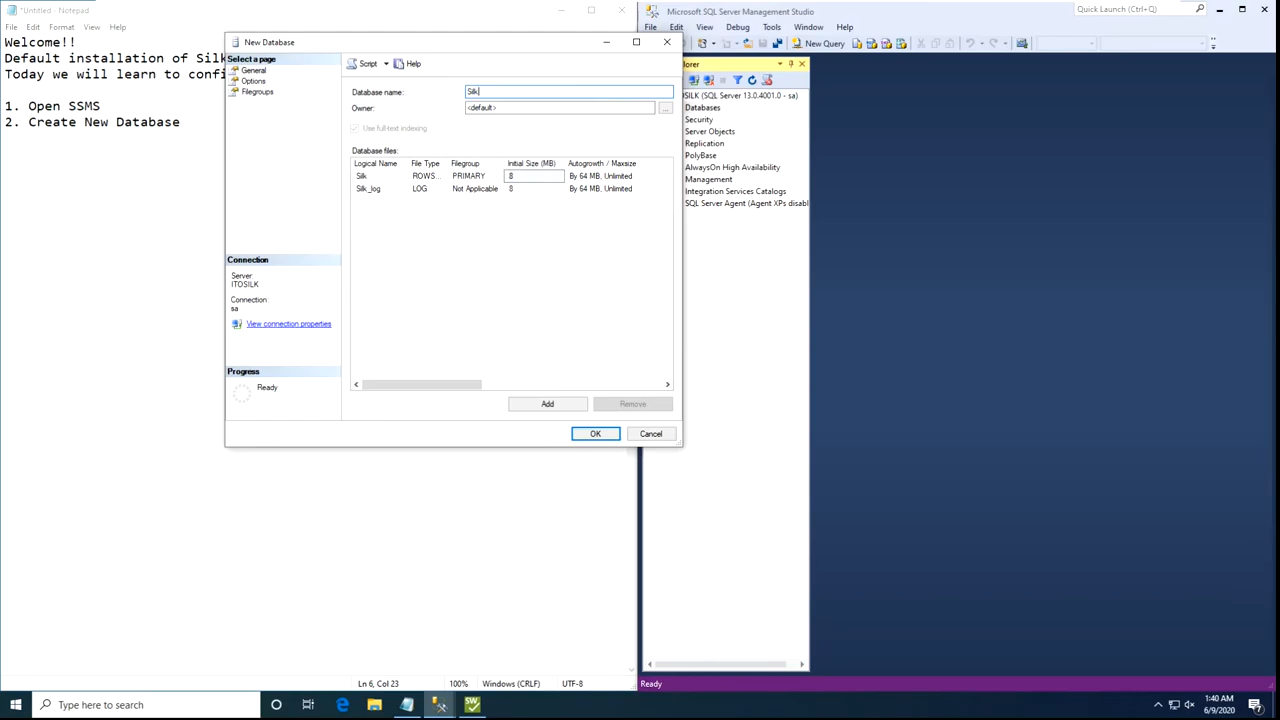 *Untitled - Notepad
File Edit Format View Help
Welcome!!
Default installation of Silk
Today we will learn to confi
1. Open SSMS
2. Create New Database
Ln 6, Col 23 100% Windows (CRLF) UTF-8
New Database
Select a page
General
Options
Filegroups
Script Help
Database name: Silk
Owner: <default> ...
Use full-text indexing
Database files:
Logical Name File Type Filegroup Initial Size (MB) Autogrowth / Maxsize
Silk ROWS... PRIMARY 8 By 64 MB, Unlimited
Silk_log LOG Not Applicable 8 By 64 MB, Unlimited
Connection
Server:
ITOSILK
Connection:
sa
View connection properties
Progress
Ready
Add Remove
OK Cancel
Microsoft SQL Server Management Studio
Quick Launch (Ctrl+Q)
File Edit View Debug Tools Window Help
New Query
lorer
OSILK (SQL Server 13.0.4001.0 - sa)
Databases
Security
Server Objects
Replication
PolyBase
AlwaysOn High Availability
Management
Integration Services Catalogs
SQL Server Agent (Agent XPs disabl
Ready
Type here to search
SW
1:40 AM
6/9/2020